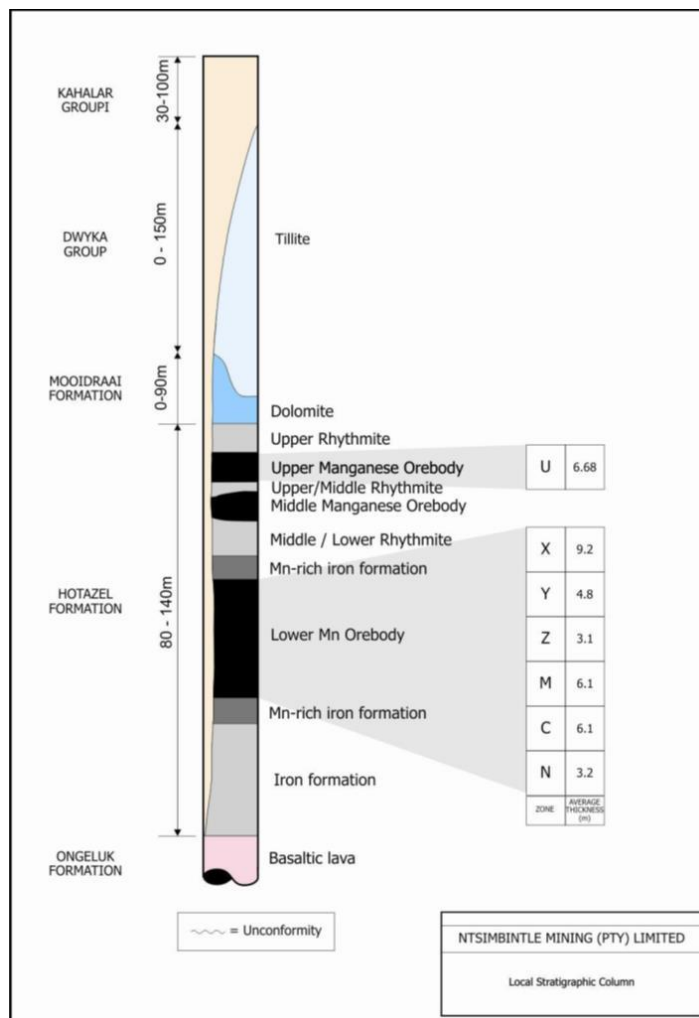 KAHALAR
GROUPI
30-100m
DWYKA
GROUP
0 - 150m
Tillite
MOOIDRAAI
FORMATION
0-90m
Dolomite
Upper Rhythmite
Upper Manganese Orebody
Upper/Middle Rhythmite
Middle Manganese Orebody
Middle / Lower Rhythmite
Mn-rich iron formation
HOTAZEL
FORMATION
80 - 140m
Lower Mn Orebody
Mn-rich iron formation
Iron formation
ONGELUK
FORMATION
Basaltic lava
U 6.68
X 9.2
Y 4.8
Z 3.1
M 6.1
C 6.1
N 3.2
ZONE
AVERAGE
THICKNESS
(m)
= Unconformity
NTSIMBINTLE MINING (PTY) LIMITED
Local Stratigraphic Column